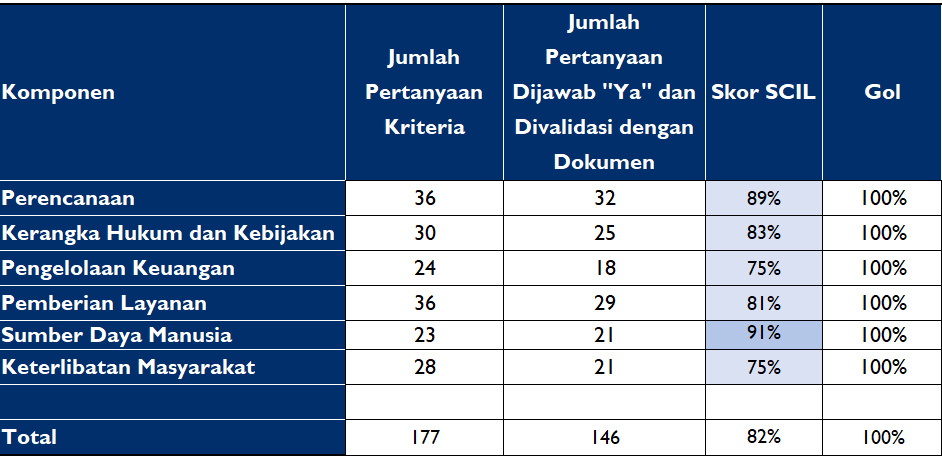 Komponen
Jumlah
Pertanyaan
Kriteria
Jumlah
Pertanyaan
Dijawab "Ya" dan
Divalidasi dengan
Dokumen
Skor SCIL
Gol
Perencanaan 36 32 89% 100%
Kerangka Hukum dan Kebijakan 30 25 83% 100%
Pengelolaan Keuangan 24 18 75% 100%
Pemberian Layanan 36 29 81% 100%
Sumber Daya Manusia 23 21 91% 100%
Keterlibatan Masyarakat 28 21 75% 100%
Total 177 146 82% 100%